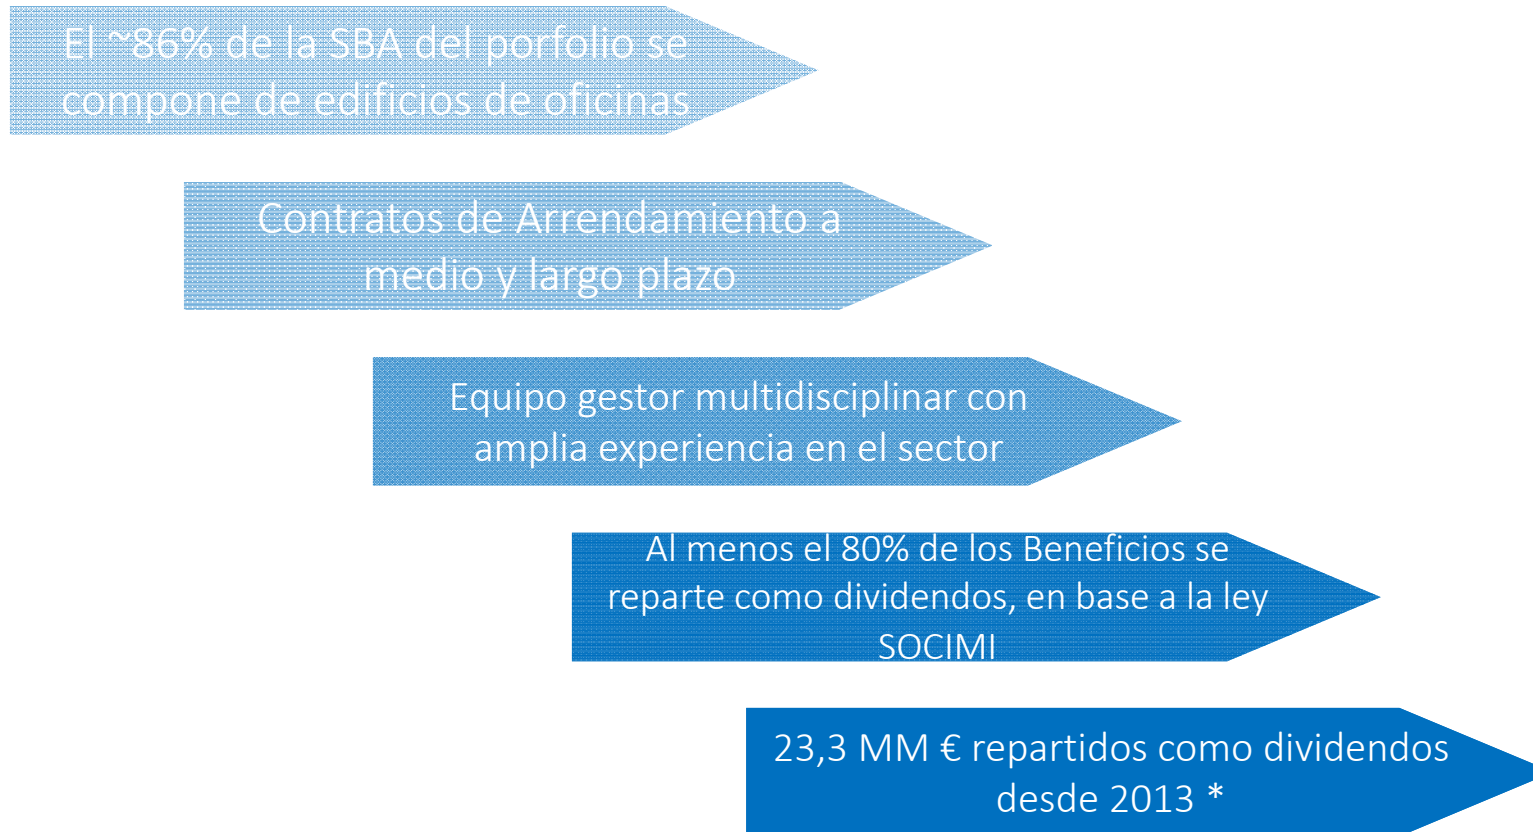 El ~86% de la SBA del porfolio se
compone de edificios de oficinas
Contratos de Arrendamiento a
medio y largo plazo
Equipo gestor multidisciplinar con
amplia experiencia en el sector
Al menos el 80% de los Beneficios se
reparte como dividendos, en base a la ley
SOCIMI
23,3 MM € repartidos como dividendos
desde 2013 *